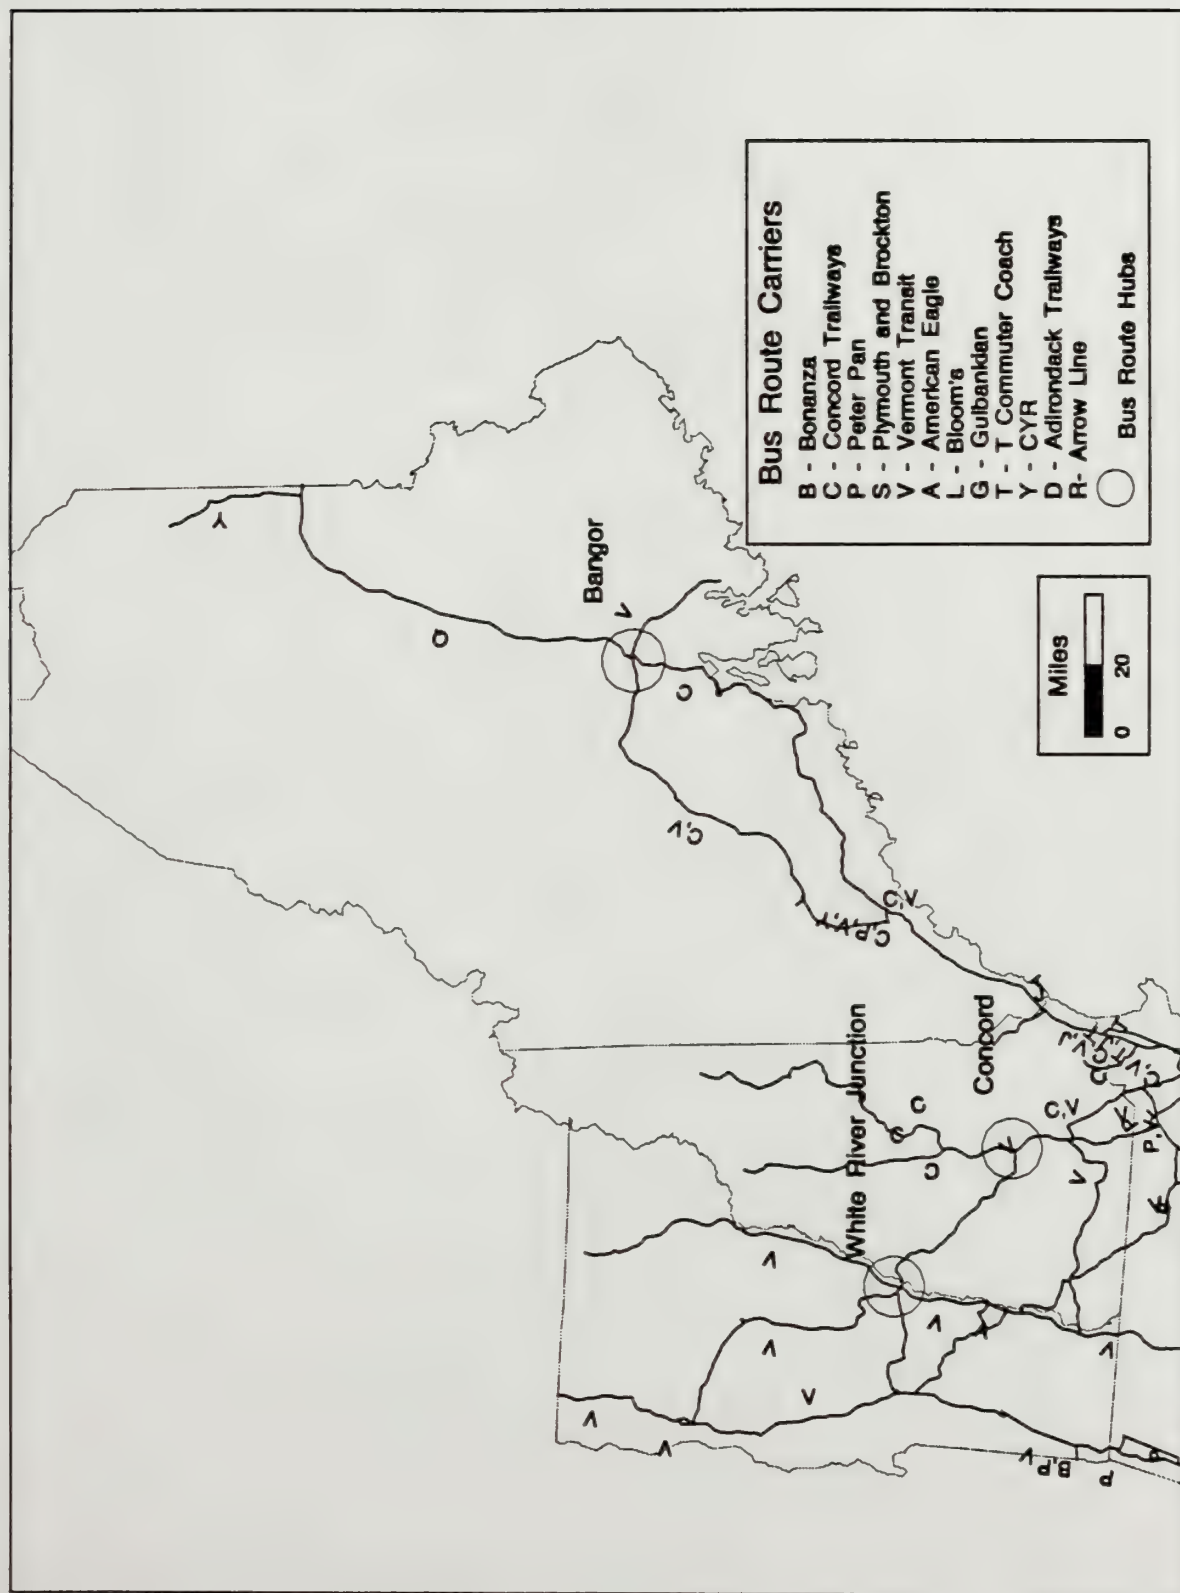 Bus Route Carriers
B - Bonanza
C - Concord Trailways
P - Peter Pan
S - Plymouth and Brockton
V - Vermont Transit
A - American Eagle
L - Bloom's
G - Gulbankian
T - T Commuter Coach
Y - CYR
D - Adirondack Trailways
R- Arrow Line
Bus Route Hubs
Miles
0 20
Bangor
White River Junction
Concord
Y
C
V
C
C,V
C,P,V,Y
C,V
C
C
C
C,V
V
V
V
V
V
V
V
V
B,P,V
P